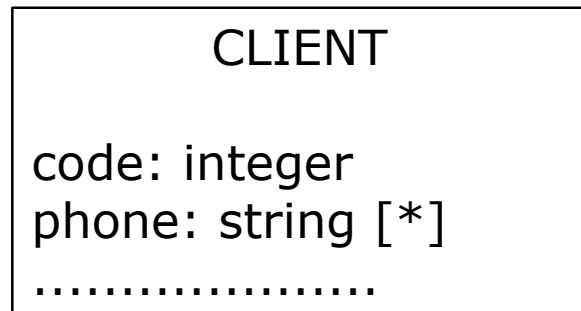 CLIENT
code: integer
phone: string [*]
....................